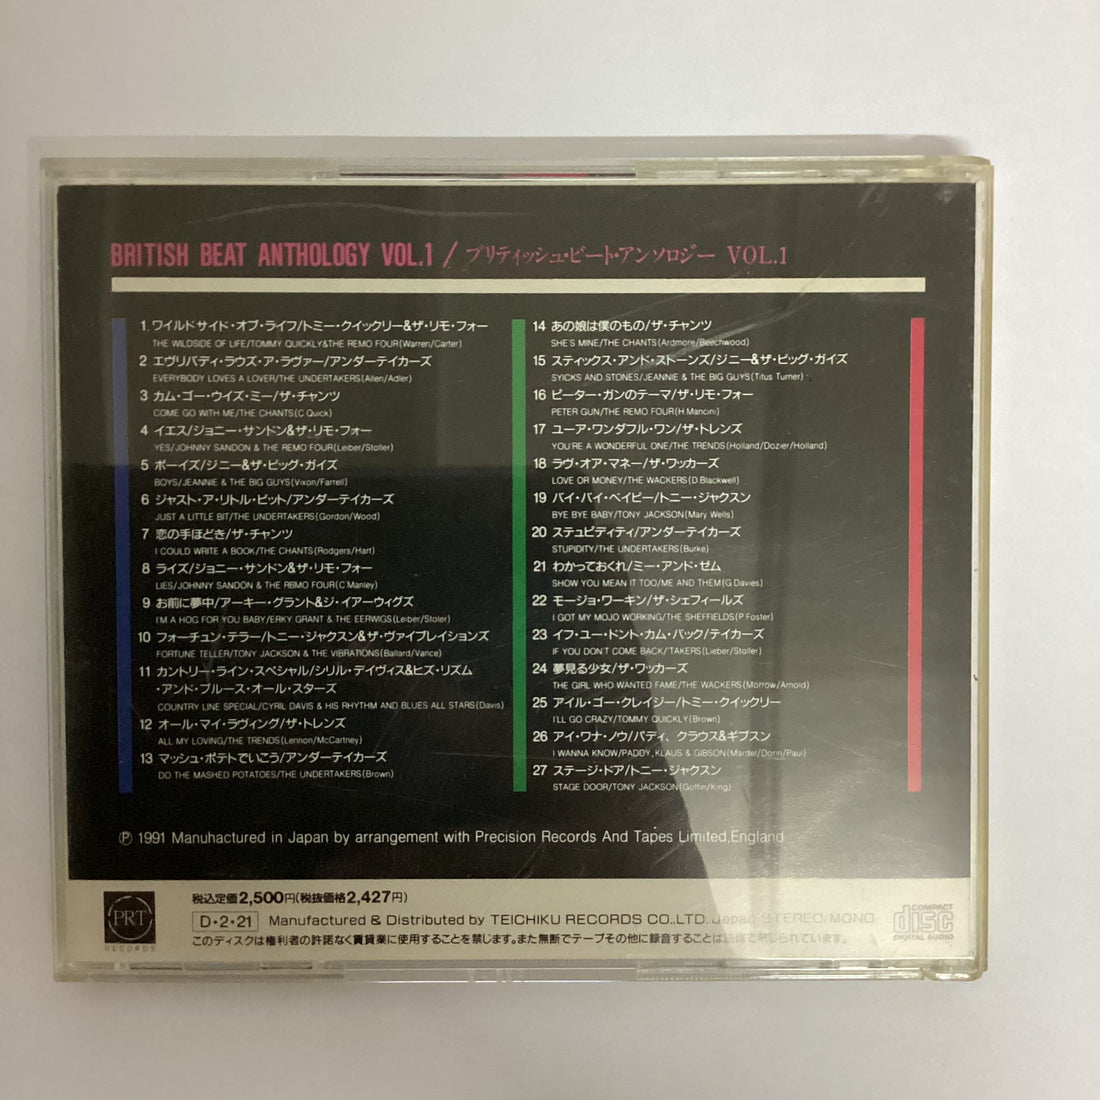 BRITISH BEAT ANTHOLOGY VOL.1 / ブリティッシュ・ビート・アンソロジー VOL.1
1. ワイルドサイド・オブ・ライフ/トミー・クイックリー&ザ・リモ・フォー
THE WILDSIDE OF LIFE/TOMMY QUICKLY&THE REMO FOUR(Warren/Carter)
2 エヴリバディ・ラウズ・ア・ラヴァー/アンダーテイカーズ
EVERYBODY LOVES A LOVER/THE UNDERTAKERS(Allen/Adler)
3 カム・ゴー・ウイズ・ミー/ザ・チャンツ
COME GO WITH ME/THE CHANTS(C Quick)
4 イエス/ジョニー・サンドン&ザ・リモ・フォー
YES/JOHNNY SANDON & THE REMO FOUR(Leiber/Stoller)
5 ボーイズ/ジニー&ザ・ビッグ・ガイズ
BOYS/JEANNIE & THE BIG GUYS(Vixon/Farrell)
6 ジャスト・ア・リトル・ビット/アンダーテイカーズ
JUST A LITTLE BIT/THE UNDERTAKERS(Gordon/Wood)
7 恋の手ほどき/ザ・チャンツ
I COULD WRITE A BOOK/THE CHANTS(Rodgers/Hart)
8 ライズ/ジョニー・サンドン&ザ・リモ・フォー
LIES/JOHNNY SANDON & THE REMO FOUR(C'Manley)
9 お前に夢中/アーキー・グラント&ジ・イアーウィグズ
I'M A HOG FOR YOU BABY/ERKY GRANT & THE EERWIGS(Leiber/Stoler)
10 フォーチュン・テラー/トニー・ジャクスン&ザ・ヴァイブレイションズ
FORTUNE TELLER/TONY JACKSON & THE VIBRATIONS(Ballard/Vance)
11 カントリー・ライン・スペシャル/シリル・デイヴィス&ヒズ・リズム
・アンド・ブルース・オール・スターズ
COUNTRY LINE SPECIAL/CYRIL DAVIS & HIS RHYTHM AND BLUES ALL STARS(Davis)
12 オール・マイ・ラヴィング/ザ・トレンズ
ALL MY LOVING/THE TRENDS(Lennon/McCartney)
13 マッシュ・ポテトでいこう/アンダーテイカーズ
DO THE MASHED POTATOES/THE UNDERTAKERS(Brown)
14 あの娘は僕のもの/ザ・チャンツ
SHE'S MINE/THE CHANTS(Ardmore/Beechwood)
15 スティックス・アンド・ストーンズ/ジニー&ザ・ビッグ・ガイズ
SYICKS AND STONES/JEANNIE & THE BIG GUYS(Titus Turner)
16 ピーター・ガンのテーマ/ザ・リモ・フォー
PETER GUN/THE REMO FOUR(H Mancini)
17 ユーア・ワンダフル・ワン/ザ・トレンズ
YOU'RE A WONDERFUL ONE/THE TRENDS(Holland/Dozier/Holland)
18 ラヴ・オア・マネー/ザ・ワッカーズ
LOVE OR MONEY/THE WACKERS(D.Blackwell)
19 バイ・バイ・ベイビー/トニー・ジャクスン
BYE BYE BABY/TONY JACKSON(Mary Wells)
20 ステュピディティ/アンダーテイカーズ
STUPIDITY/THE UNDERTAKERS(Burke)
21 わかっておくれ/ミー・アンド・ゼム
SHOW YOU MEAN IT TOO/ME AND THEM(G Davies)
22 モージョ・ワーキン/ザ・シェフィールズ
I GOT MY MOJO WORKING/THE SHEFFIELDS(P Foster)
23 イフ・ユー・ドント・カム・バック/テイカーズ
IF YOU DON'T COME BACK/TAKERS(Lieber/Stoller)
24 夢見る少女/ザ・ワッカーズ
THE GIRL WHO WANTED FAME/THE WACKERS(Morrow/Arnold)
25 アイル・ゴー・クレイジー/トミー・クイックリー
I'LL GO CRAZY/TOMMY QUICKLY(Brown)
26 アイ・ワナ・ノウ/パディ、クラウス&ギブスン
I WANNA KNOW/PADDY, KLAUS & GIBSON(Mardel/Dorin/Paul)
27 ステージ・ドア/トニー・ジャクスン
STAGE DOOR/TONY JACKSON(Goffin/King)
Ⓟ 1991 Manuhactured in Japan by arrangement with Precision Records And Tapes Limited,England
PRT
RECORDS
税込定価2,500円(税抜価格2,427円)
D・2・21 Manufactured & Distributed by TEICHIKU RECORDS CO.,LTD. Japan STEREO/MONO
このディスクは権利者の許諾なく賃貸業に使用することを禁じます。また無断でテープその他に録音することは法律で禁じられています。
COMPACT
disc
DIGITAL AUDIO